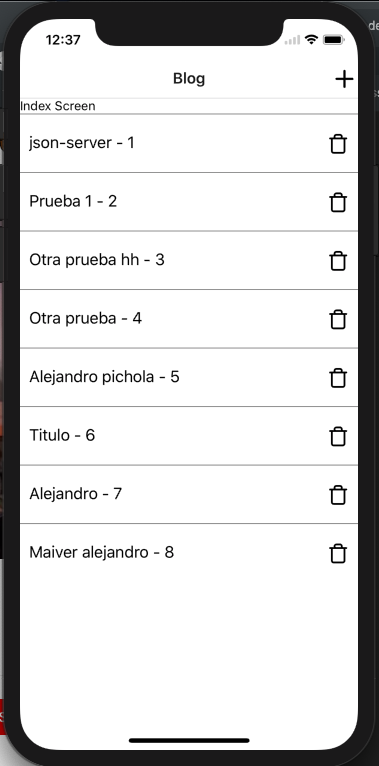 12:37
Blog
Index Screen
json-server - 1
Prueba 1 - 2
Otra prueba hh - 3
Otra prueba - 4
Alejandro pichola - 5
Titulo - 6
Alejandro - 7
Maiver alejandro - 8